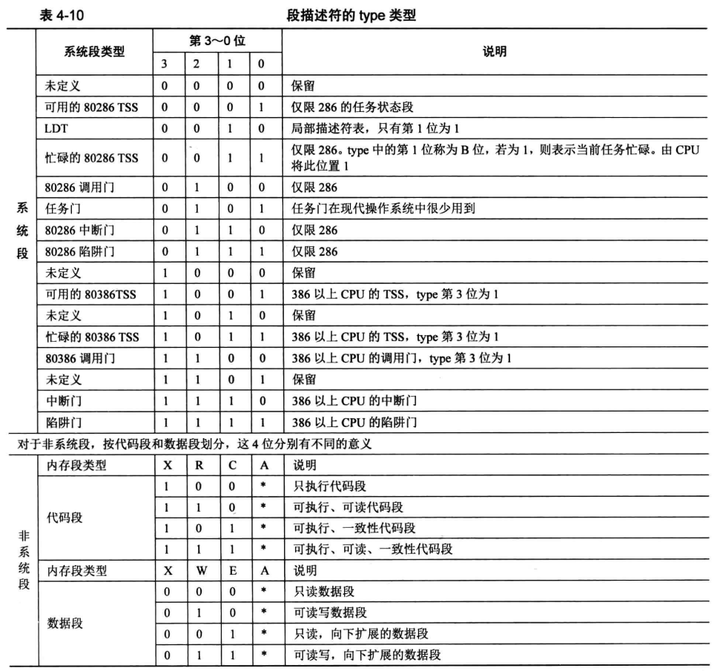 表 4-10 段描述符的 type 类型
系统段类型 第 3～0 位 说明
3 2 1 0
系统段
未定义 0 0 0 0 保留
可用的 80286 TSS 0 0 0 1 仅限 286 的任务状态段
LDT 0 0 1 0 局部描述符表，只有第 1 位为 1
忙碌的 80286 TSS 0 0 1 1 仅限 286。type 中的第 1 位称为 B 位，若为 1，则表示当前任务忙碌。由 CPU
将此位置 1
80286 调用门 0 1 0 0 仅限 286
任务门 0 1 0 1 任务门在现代操作系统中很少用到
80286 中断门 0 1 1 0 仅限 286
80286 陷阱门 0 1 1 1 仅限 286
未定义 1 0 0 0 保留
可用的 80386TSS 1 0 0 1 386 以上 CPU 的 TSS，type 第 3 位为 1
未定义 1 0 1 0 保留
忙碌的 80386 TSS 1 0 1 1 386 以上 CPU 的 TSS，type 第 3 位为 1
80386 调用门 1 1 0 0 386 以上 CPU 的调用门，type 第 3 位为 1
未定义 1 1 0 1 保留
中断门 1 1 1 0 386 以上 CPU 的中断门
陷阱门 1 1 1 1 386 以上 CPU 的陷阱门
对于非系统段，按代码段和数据段划分，这 4 位分别有不同的意义
非系统段
内存段类型 X R C A 说明
代码段
1 0 0 * 只执行代码段
1 1 0 * 可执行、可读代码段
1 0 1 * 可执行、一致性代码段
1 1 1 * 可执行、可读、一致性代码段
内存段类型 X W E A 说明
数据段
0 0 0 * 只读数据段
0 1 0 * 可读写数据段
0 0 1 * 只读，向下扩展的数据段
0 1 1 * 可读写，向下扩展的数据段